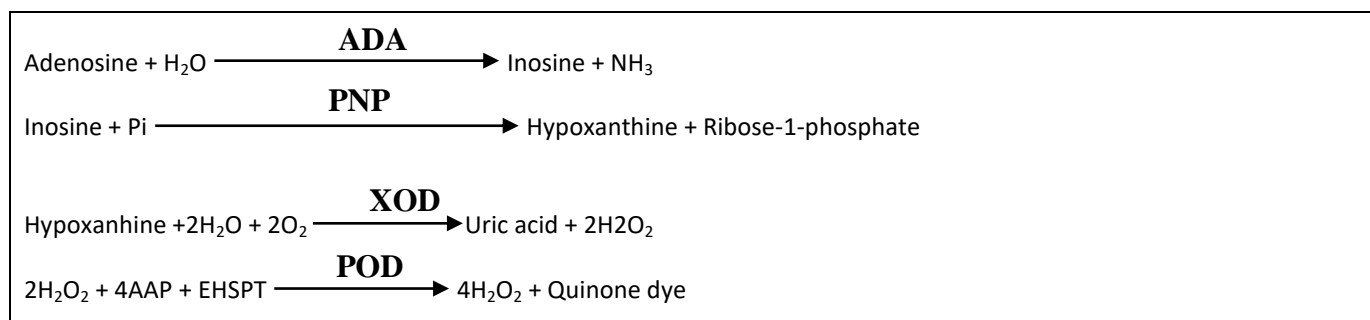 ADA
Adenosine + H₂O → Inosine + NH₃
PNP
Inosine + Pi → Hypoxanthine + Ribose-1-phosphate
XOD
Hypoxanhine +2H₂O + 2O₂ → Uric acid + 2H2O₂
POD
2H₂O₂ + 4AAP + EHSPT → 4H₂O₂ + Quinone dye